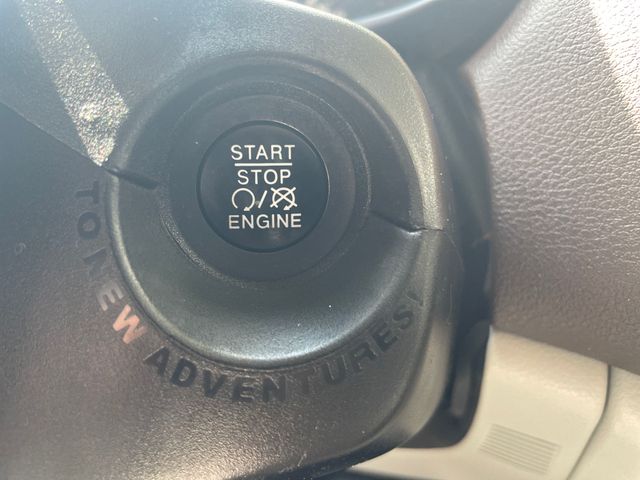 START
STOP
ENGINE
TO NEW ADVENTURES!